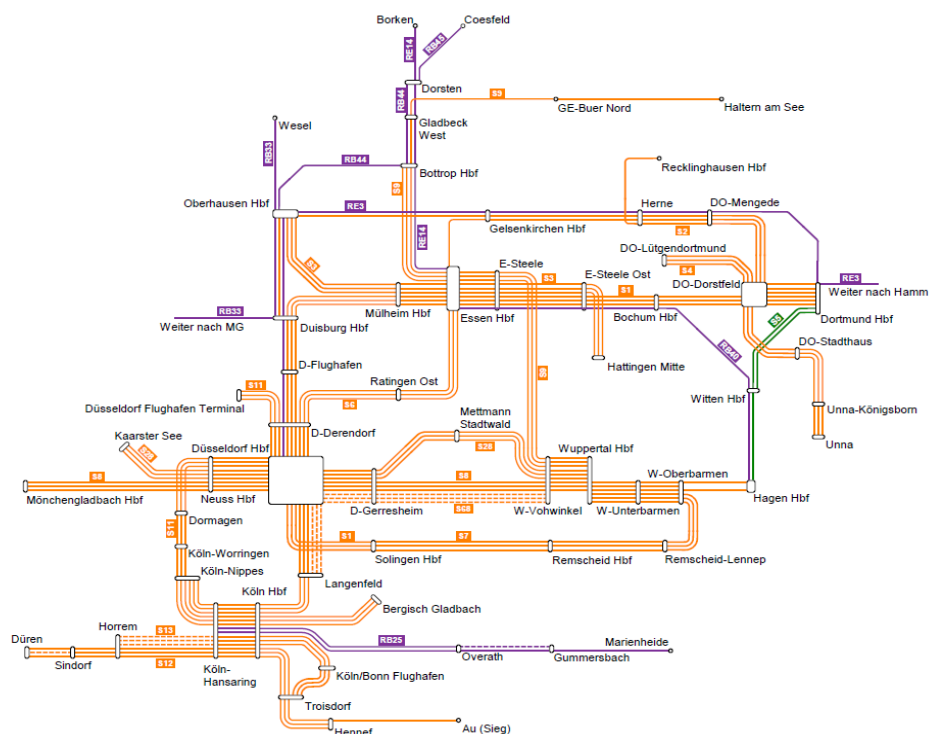 Borken
Coesfeld
RE14
RB45
Dorsten
RB44
S9
GE-Buer Nord
Haltern am See
Gladbeck
West
Wesel
RB33
RB44
Bottrop Hbf
Recklinghausen Hbf
S9
Oberhausen Hbf
RE3
Herne
DO-Mengede
Gelsenkirchen Hbf
S2
RE14
DO-Lütgendortmund
S4
E-Steele
S3
S3
E-Steele Ost
DO-Dorstfeld
RE3
Weiter nach Hamm
S1
RB33
Weiter nach MG
Duisburg Hbf
Mülheim Hbf
Essen Hbf
Bochum Hbf
Dortmund Hbf
S5
RB40
DO-Stadthaus
D-Flughafen
Hattingen Mitte
S9
S11
Ratingen Ost
S6
Witten Hbf
Düsseldorf Flughafen Terminal
Unna-Königsborn
Mettmann
Stadtwald
D-Derendorf
Kaarster See
S28
Düsseldorf Hbf
S28
Wuppertal Hbf
Unna
W-Oberbarmen
S8
S8
Mönchengladbach Hbf
Neuss Hbf
D-Gerresheim
S68
W-Vohwinkel
W-Unterbarmen
Hagen Hbf
Dormagen
S11
S1
S7
Köln-Worringen
Solingen Hbf
Remscheid Hbf
Remscheid-Lennep
Köln-Nippes
Langenfeld
Köln Hbf
Bergisch Gladbach
Horrem
S13
Düren
RB25
Marienheide
Sindorf
S12
Overath
Gummersbach
Köln-
Hansaring
Köln/Bonn Flughafen
Troisdorf
Hennef
Au (Sieg)